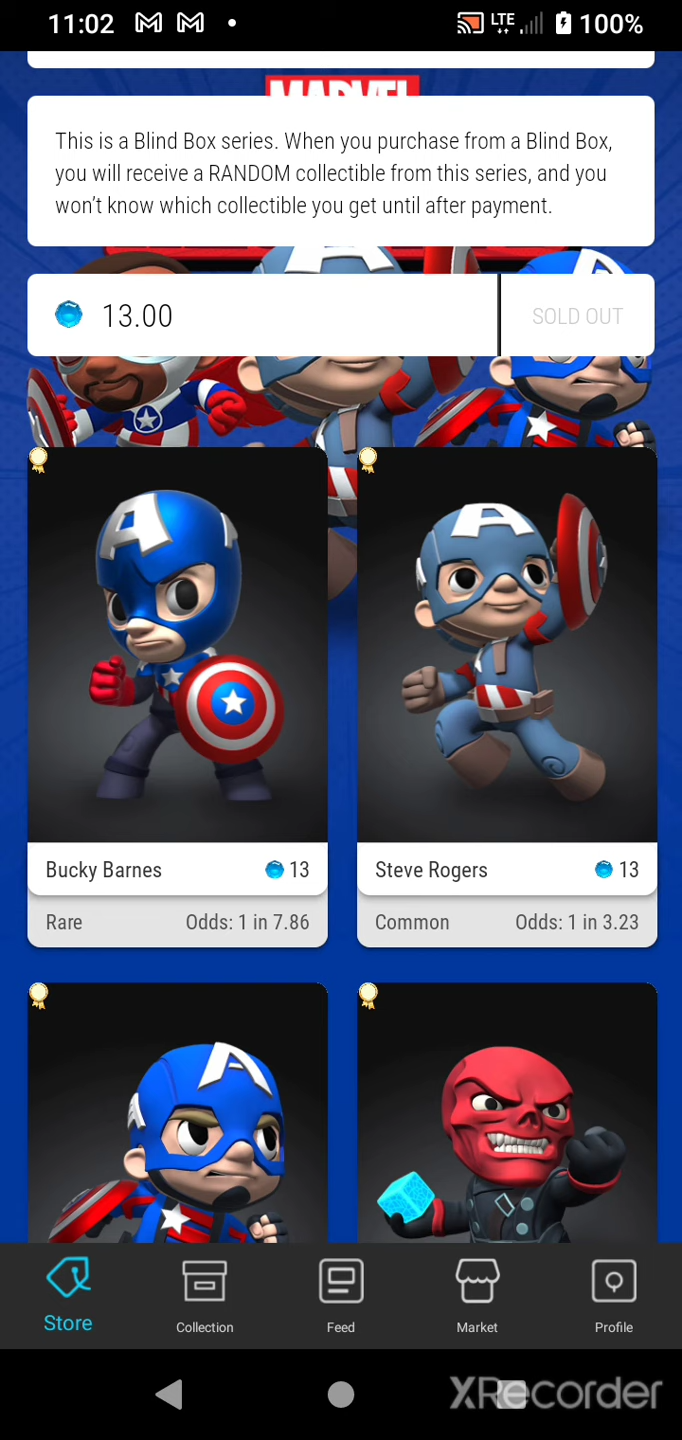 11:02
LTE
100%
MARVEL
This is a Blind Box series. When you purchase from a Blind Box,
you will receive a RANDOM collectible from this series, and you
won't know which collectible you get until after payment.
13.00
SOLD OUT
Bucky Barnes
13
Steve Rogers
13
Rare
Odds: 1 in 7.86
Common
Odds: 1 in 3.23
Store
Collection
Feed
Market
Profile
XRecorder